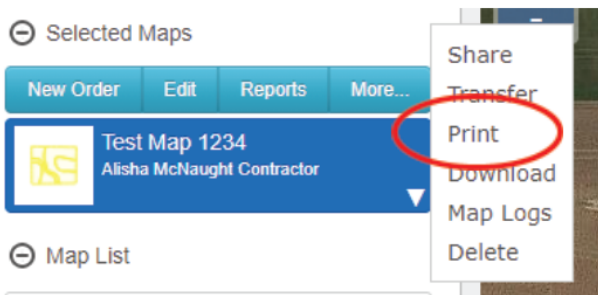 Selected Maps
New Order Edit Reports More...
Test Map 1234
Alisha McNaught Contractor
Map List
Share
Transfer
Print
Download
Map Logs
Delete